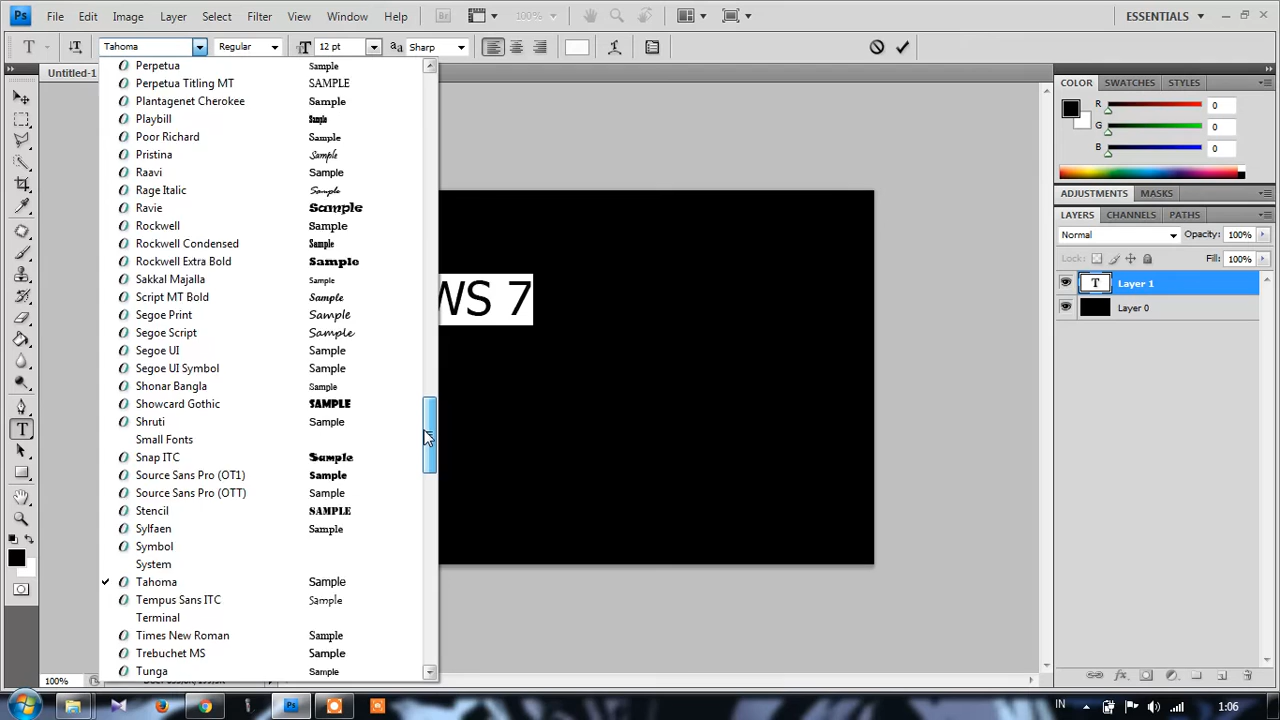 Ps File Edit Image Layer Select Filter View Window Help Br 100% ESSENTIALS
T Tahoma Regular 12 pt aa Sharp
Untitled-1
Perpetua Sample
Perpetua Titling MT SAMPLE
Plantagenet Cherokee Sample
Playbill Sample
Poor Richard Sample
Pristina Sample
Raavi Sample
Rage Italic Sample
Ravie Sample
Rockwell Sample
Rockwell Condensed Sample
Rockwell Extra Bold Sample
Sakkal Majalla Sample
Script MT Bold Sample
Segoe Print Sample
Segoe Script Sample
Segoe UI Sample
Segoe UI Symbol Sample
Shonar Bangla Sample
Showcard Gothic SAMPLE
Shruti Sample
Small Fonts
Snap ITC Sample
Source Sans Pro (OT1) Sample
Source Sans Pro (OTT) Sample
Stencil SAMPLE
Sylfaen Sample
Symbol
System
Tahoma Sample
Tempus Sans ITC Sample
Terminal
Times New Roman Sample
Trebuchet MS Sample
Tunga Sample
WS 7
COLOR SWATCHES STYLES
R 0
G 0
B 0
ADJUSTMENTS MASKS
LAYERS CHANNELS PATHS
Normal Opacity: 100%
Lock: Fill: 100%
T Layer 1
Layer 0
100%
Ps IN 1:06